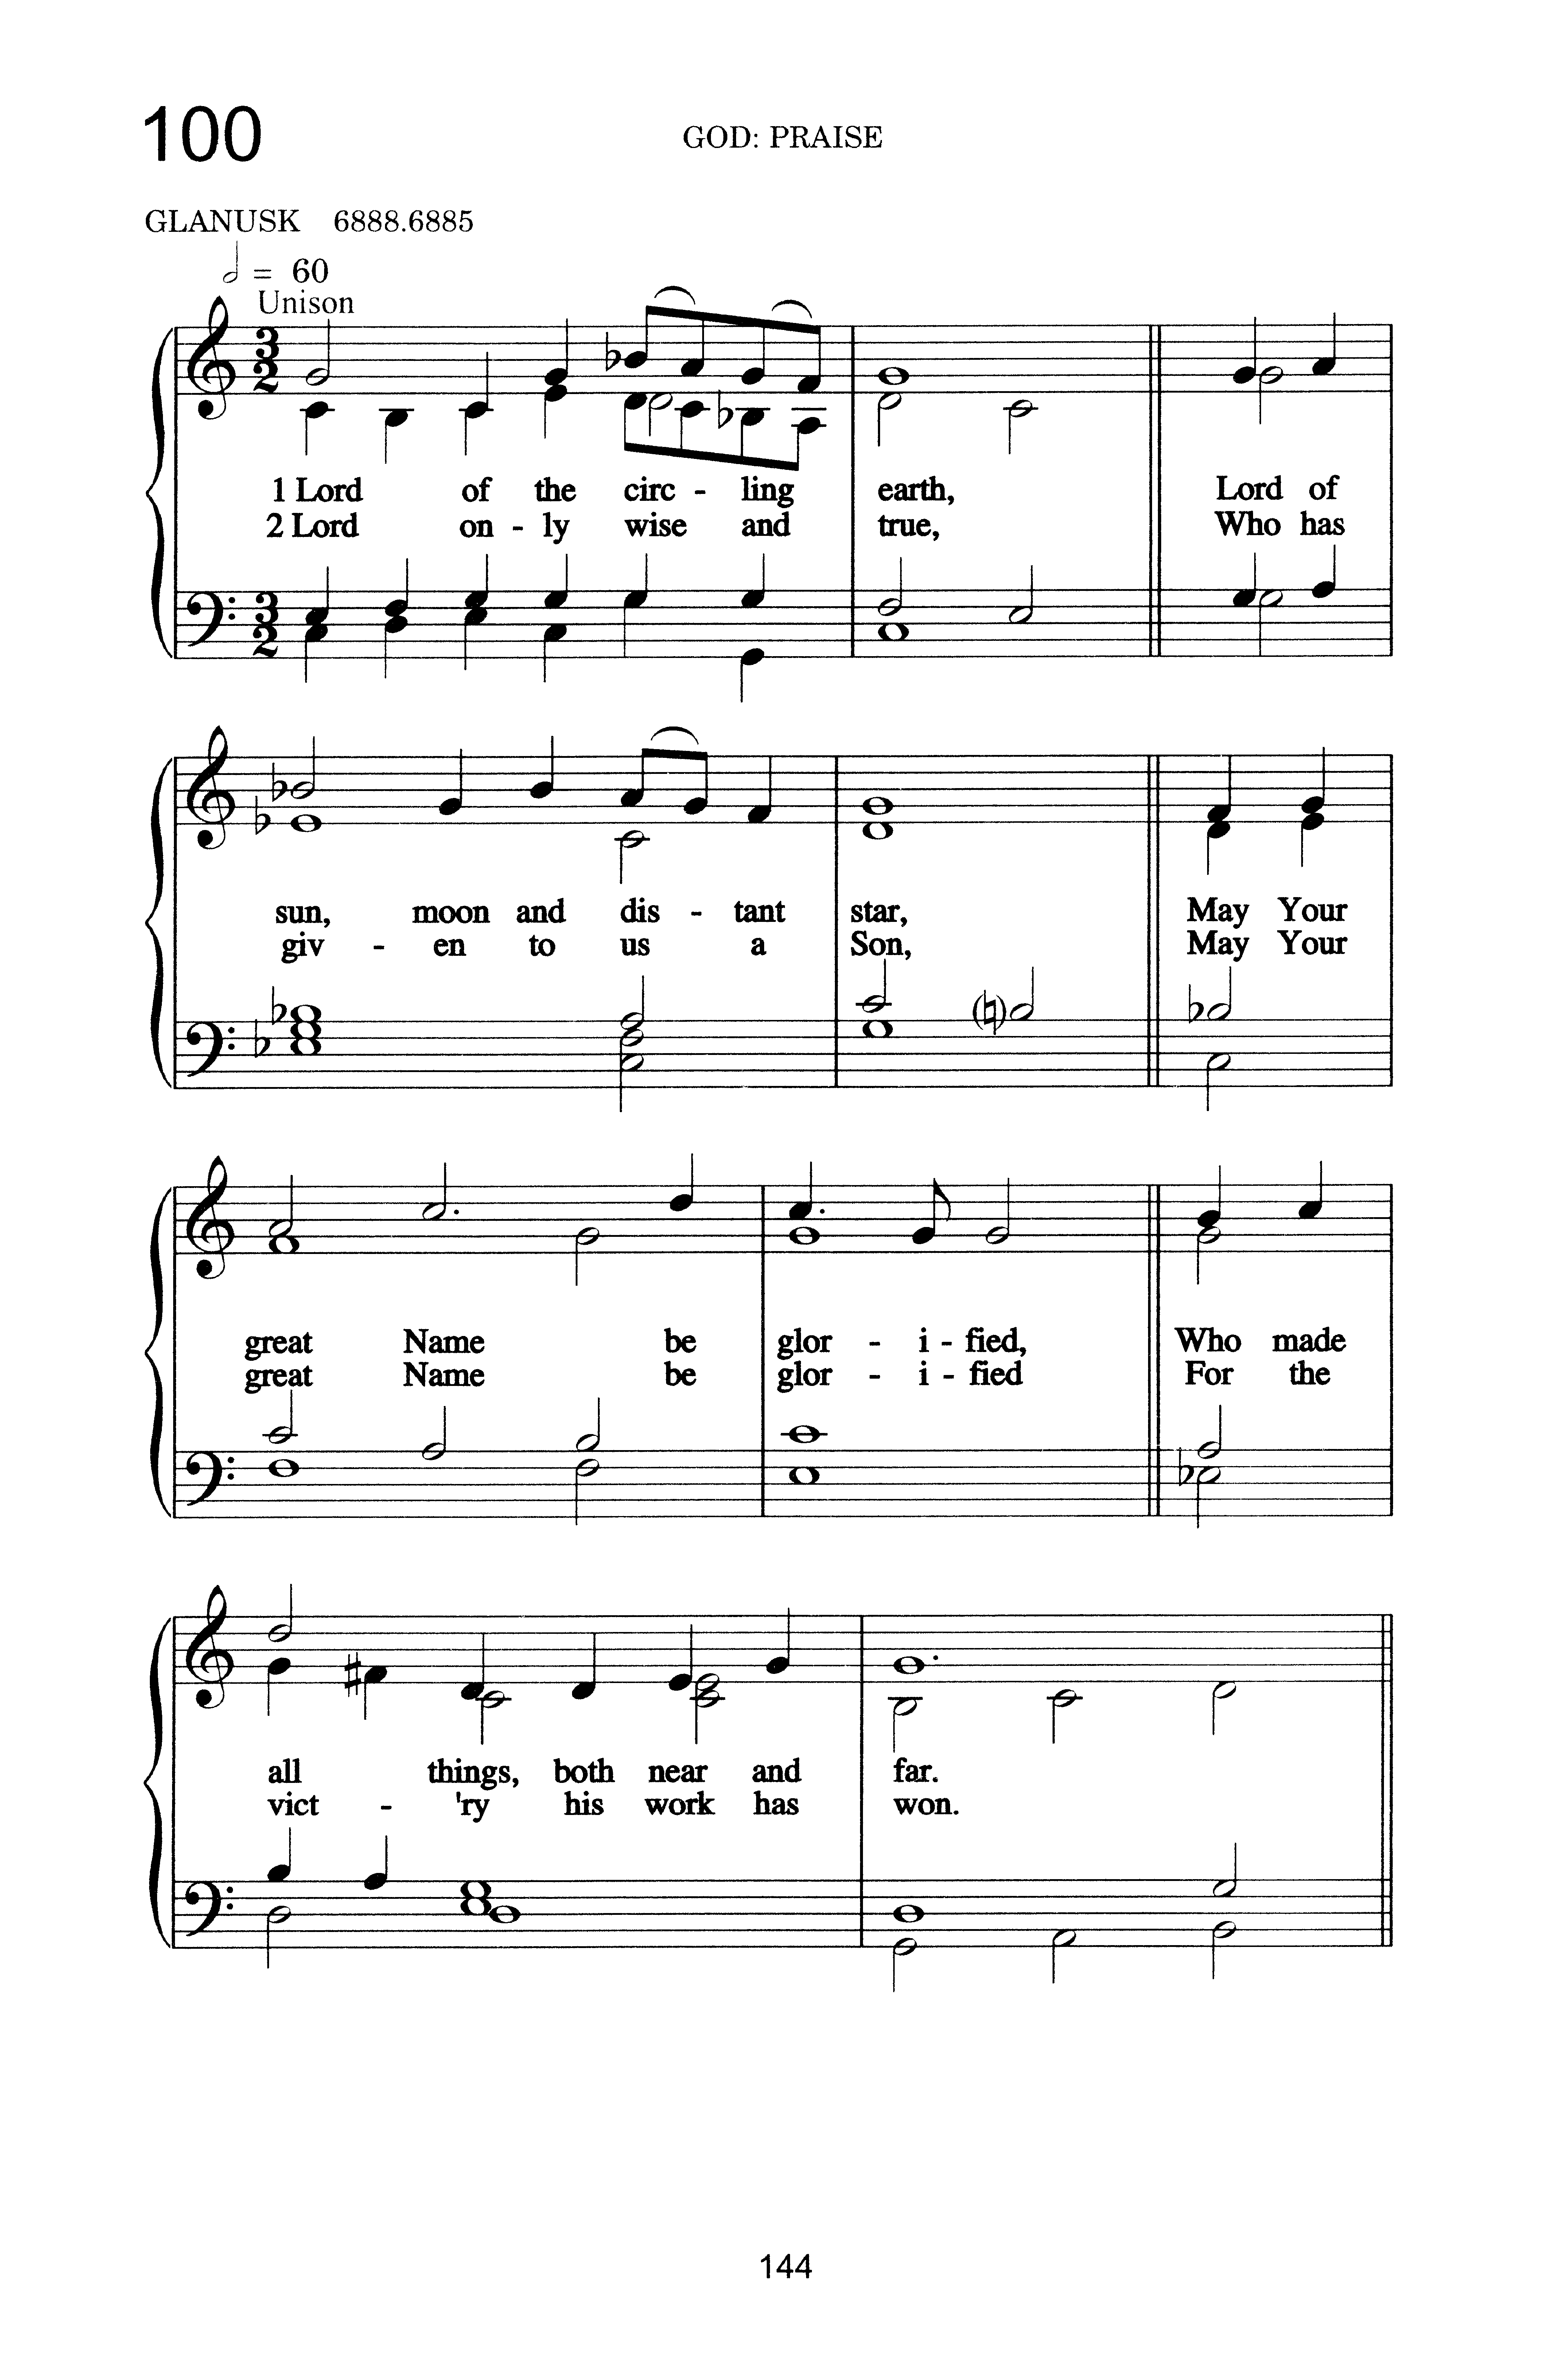 100
GOD: PRAISE
GLANUSK 6888.6885
= 60
Unison
1 Lord of the circ - ling earth, Lord of
2 Lord on - ly wise and true, Who has
sun, moon and dis - tant star, May Your
giv - en to us a Son, May Your
great Name be glor - i - fied, Who made
great Name be glor - i - fied For the
all things, both near and far.
vict - 'ry his work has won.
144